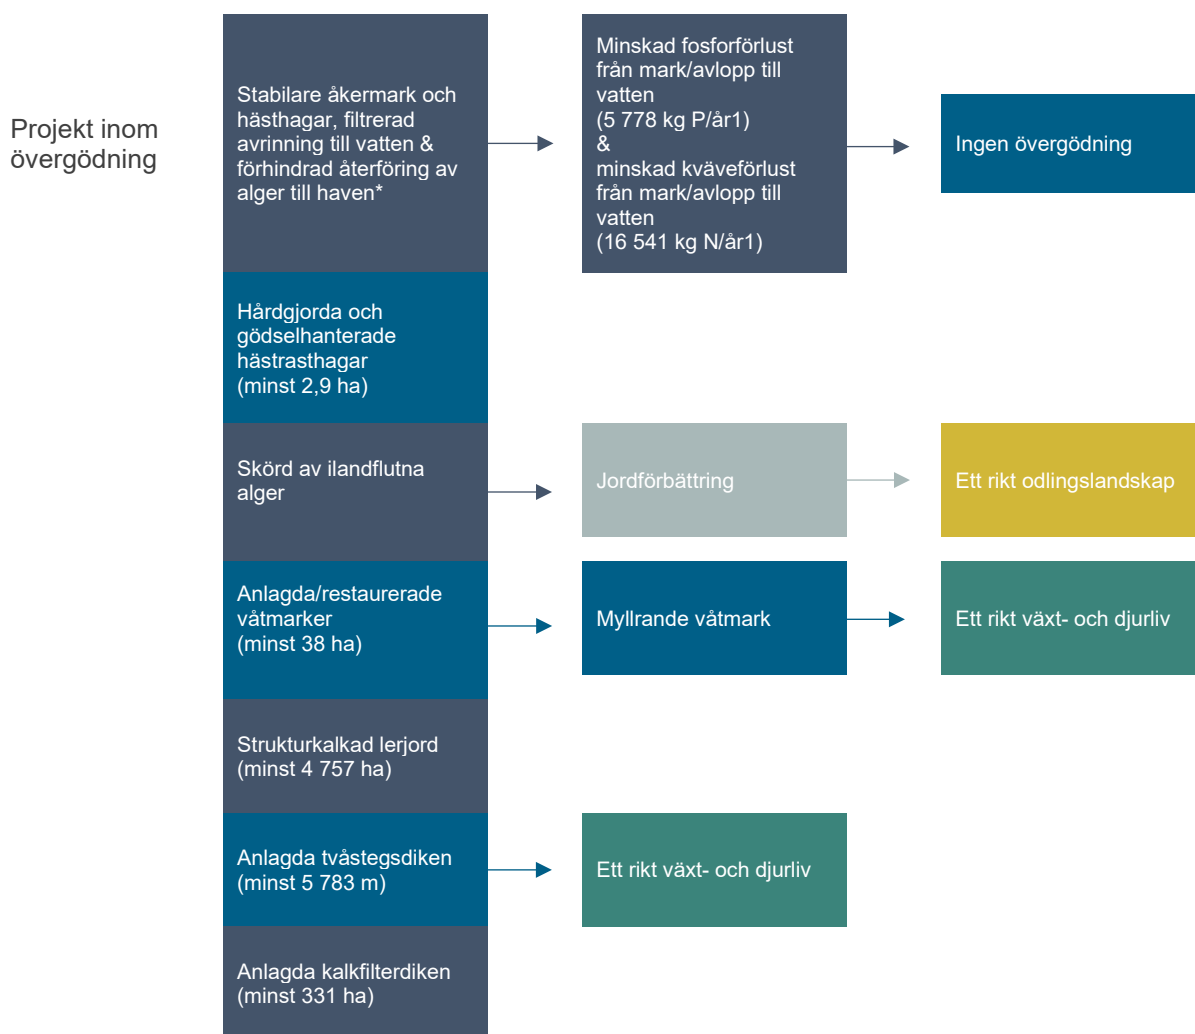 Projekt inom
övergödning
Stabilare åkermark och
hästhagar, filtrerad
avrinning till vatten &
förhindrad återföring av
alger till haven*
Minskad fosforförlust
från mark/avlopp till
vatten
(5 778 kg P/år1)
&
minskad kväveförlust
från mark/avlopp till
vatten
(16 541 kg N/år1)
Ingen övergödning
Hårdgjorda och
gödselhanterade
hästrasthagar
(minst 2,9 ha)
Skörd av ilandflutna
alger
Jordförbättring
Ett rikt odlingslandskap
Anlagda/restaurerade
våtmarker
(minst 38 ha)
Myllrande våtmark
Ett rikt växt- och djurliv
Strukturkalkad lerjord
(minst 4 757 ha)
Anlagda tvåstegsdiken
(minst 5 783 m)
Ett rikt växt- och djurliv
Anlagda kalkfilterdiken
(minst 331 ha)